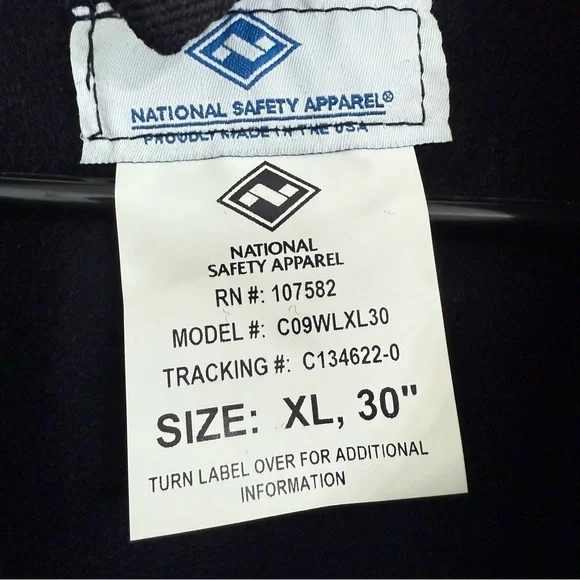 NATIONAL SAFETY APPAREL®
PROUDLY MADE IN THE USA
NATIONAL
SAFETY APPAREL
RN #: 107582
MODEL #: C09WLXL30
TRACKING #: C134622-0
SIZE: XL, 30"
TURN LABEL OVER FOR ADDITIONAL
INFORMATION